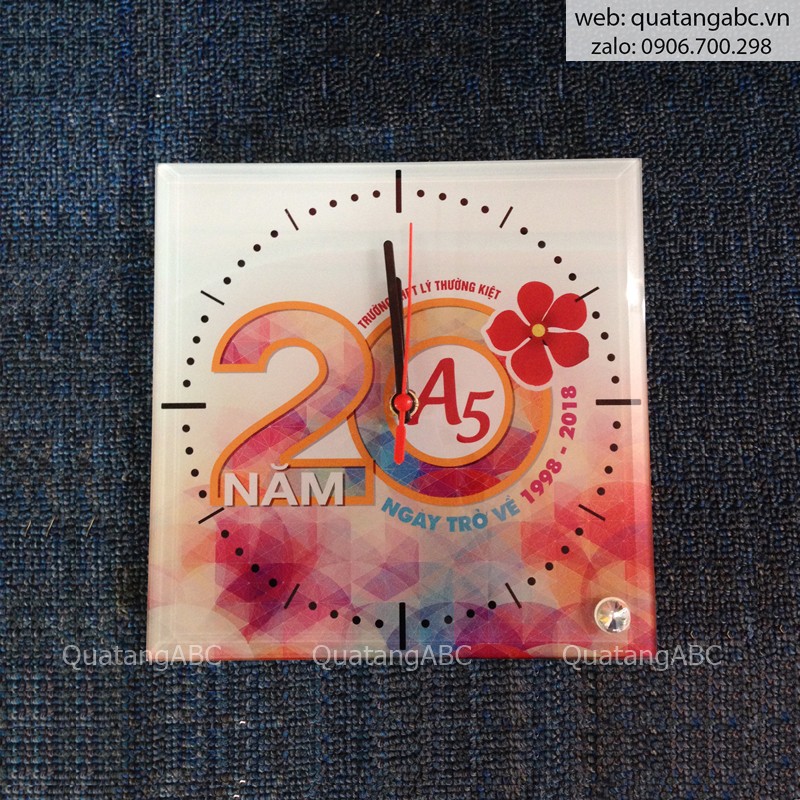 web: quatangabc.vn
zalo: 0906.700.298
TRƯỜNG THPT LÝ THƯỜNG KIỆT
20
A5
NĂM
NGÀY TRỞ VỀ 1998 - 2018
QuatangABC QuatangABC QuatangABC